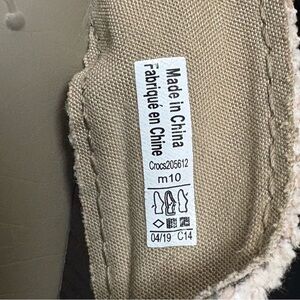 Made in China
Fabriqué en Chine
Crocs205612
m10
04/19 C14